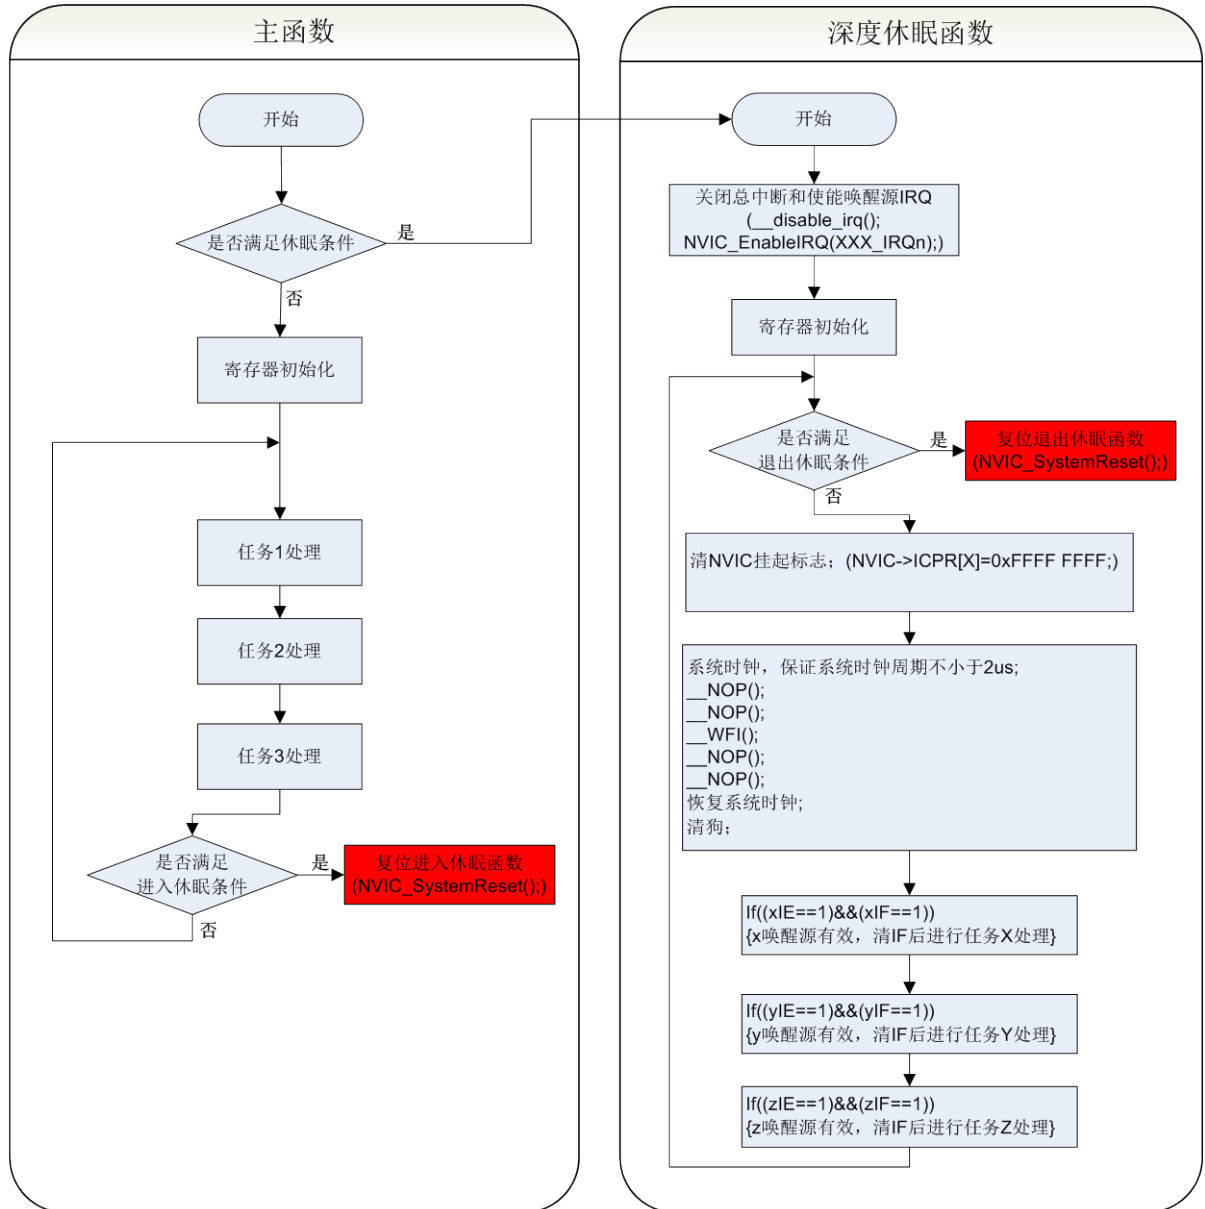 主函数
开始
是否满足休眠条件
是
否
寄存器初始化
任务1处理
任务2处理
任务3处理
是否满足
进入休眠条件
是
复位进入休眠函数
(NVIC_SystemReset();)
否
深度休眠函数
开始
关闭总中断和使能唤醒源IRQ
(__disable_irq();
NVIC_EnableIRQ(XXX_IRQn);)
寄存器初始化
是否满足
退出休眠条件
是
复位退出休眠函数
(NVIC_SystemReset();)
否
清NVIC挂起标志；(NVIC->ICPR[X]=0xFFFF FFFF;)
系统时钟，保证系统时钟周期不小于2us;
__NOP();
__NOP();
__WFI();
__NOP();
__NOP();
恢复系统时钟;
清狗；
If((xIE==1)&&(xIF==1))
{x唤醒源有效，清IF后进行任务X处理}
If((yIE==1)&&(yIF==1))
{y唤醒源有效，清IF后进行任务Y处理}
If((zIE==1)&&(zIF==1))
{z唤醒源有效，清IF后进行任务Z处理}